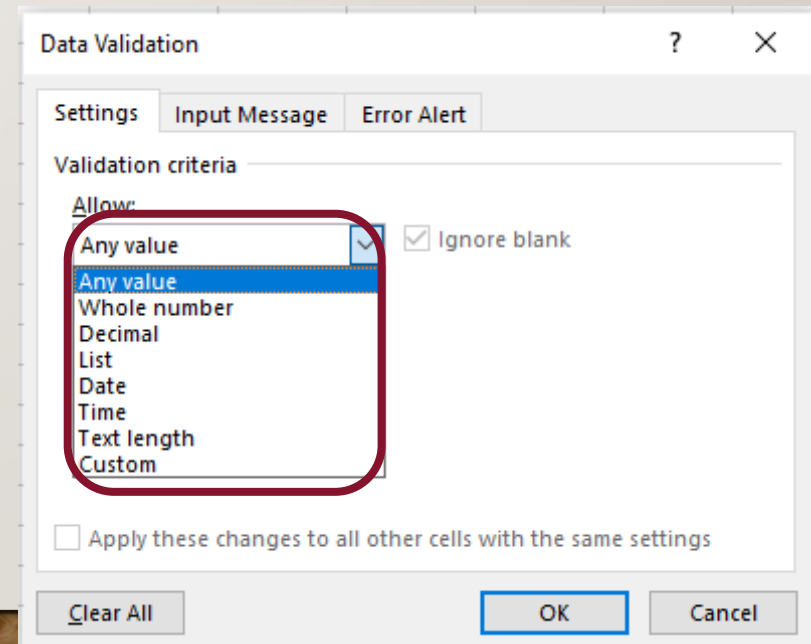 Data Validation ? ×
Settings Input Message Error Alert
Validation criteria
Allow:
Any value Ignore blank
Any value
Whole number
Decimal
List
Date
Time
Text length
Custom
Apply these changes to all other cells with the same settings
Clear All OK Cancel